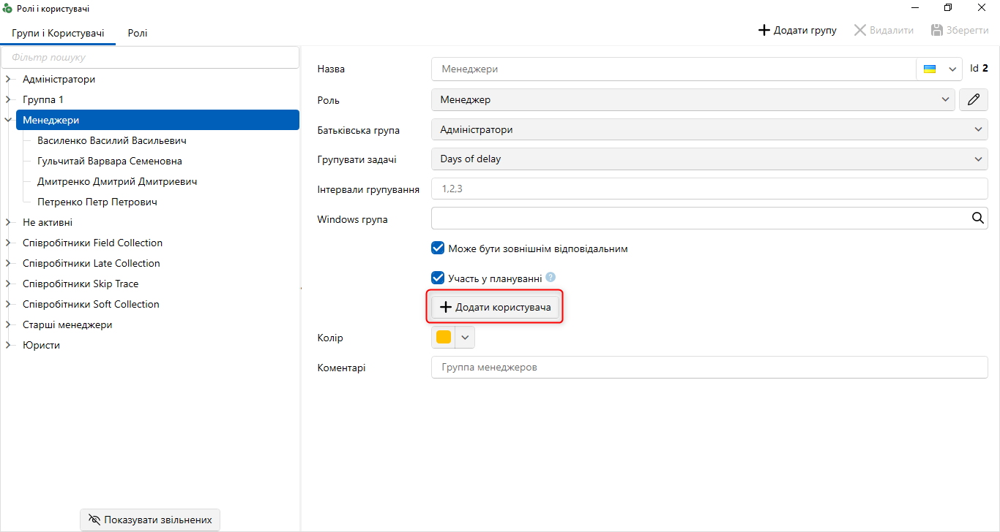 Ролі і користувачі
Групи і Користувачі Ролі
Додати групу Видалити Зберегти
Фільтр пошуку
Адміністратори
Группа 1
Менеджери
Василенко Василий Васильевич
Гульчитай Варвара Семеновна
Дмитренко Дмитрий Дмитриевич
Петренко Петр Петрович
Не активні
Співробітники Field Collection
Співробітники Late Collection
Співробітники Skip Trace
Співробітники Soft Collection
Старші менеджери
Юристи
Показувати звільнених
Назва Менеджери Id 2
Роль Менеджер
Батьківська група Адміністратори
Групувати задачі Days of delay
Інтервали групування 1,2,3
Windows група
Може бути зовнішнім відповідальним
Участь у плануванні ?
Додати користувача
Колір
Коментарі Группа менеджеров